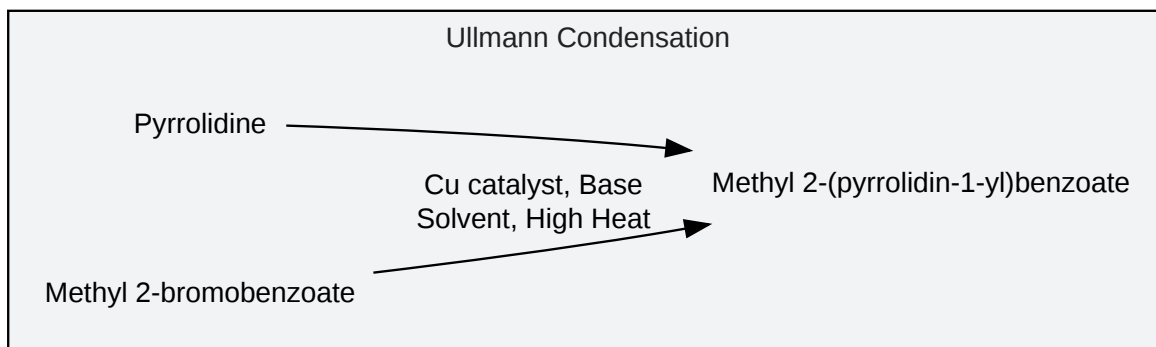 Ullmann Condensation
Pyrrolidine
Cu catalyst, Base
Solvent, High Heat
Methyl 2-(pyrrolidin-1-yl)benzoate
Methyl 2-bromobenzoate